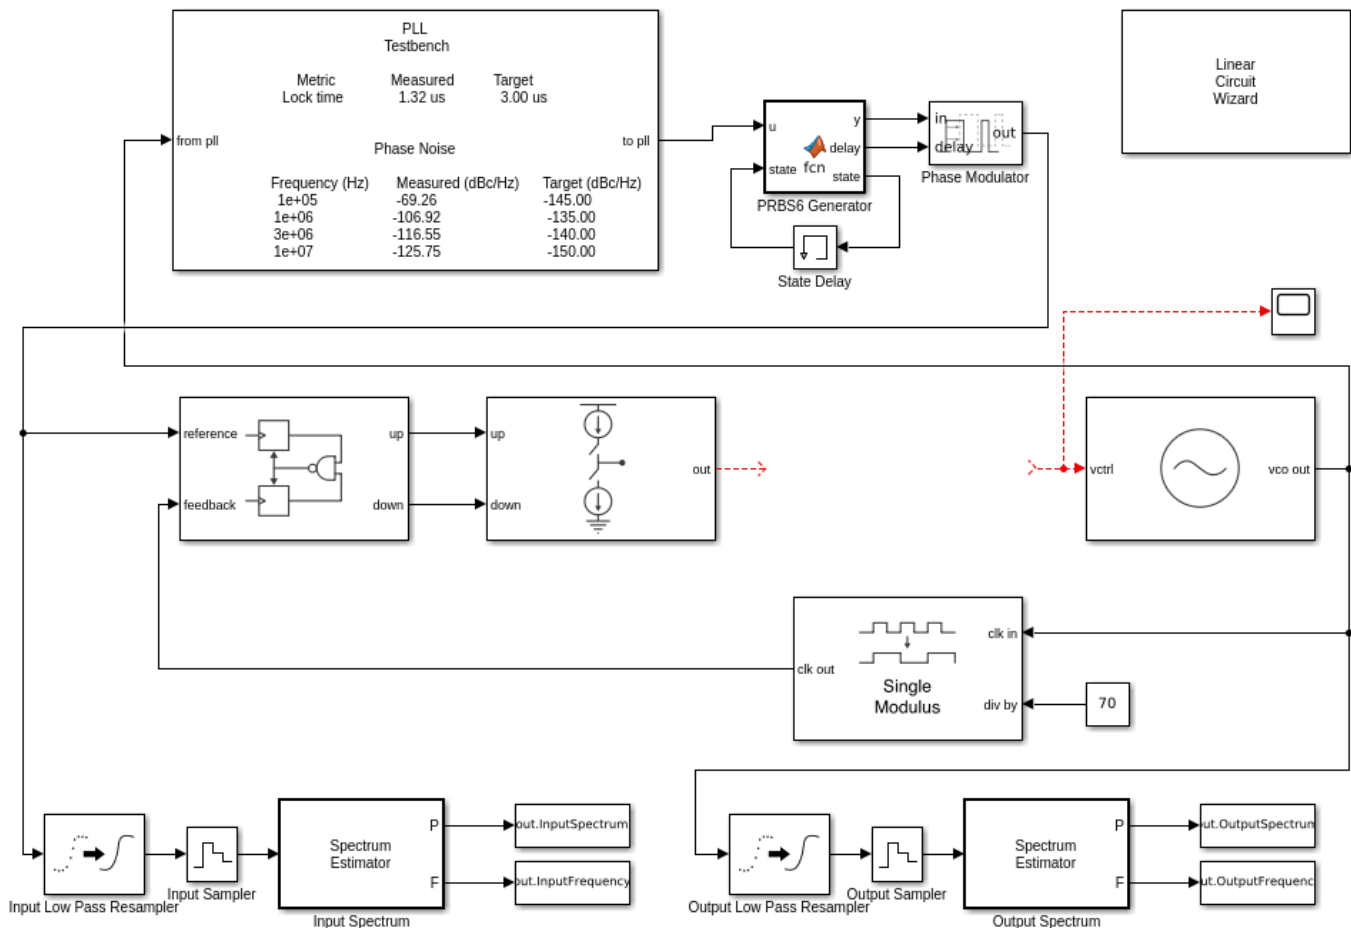 PLL
Testbench
Metric Measured Target
Lock time 1.32 us 3.00 us
from pll
to pll
Phase Noise
Frequency (Hz) Measured (dBc/Hz) Target (dBc/Hz)
1e+05 -69.26 -145.00
1e+06 -106.92 -135.00
3e+06 -116.55 -140.00
1e+07 -125.75 -150.00
u
state
fcn
y
delay
state
PRBS6 Generator
State Delay
in
delay
out
Phase Modulator
Linear
Circuit
Wizard
reference
feedback
up
down
up
down
out
vctrl
vco out
clk in
div by
clk out
Single
Modulus
70
Input Low Pass Resampler
Input Sampler
Spectrum
Estimator
P
F
Input Spectrum
out.InputSpectrum
out.InputFrequency
Output Low Pass Resampler
Output Sampler
Spectrum
Estimator
P
F
Output Spectrum
ut.OutputSpectrum
ut.OutputFrequenc